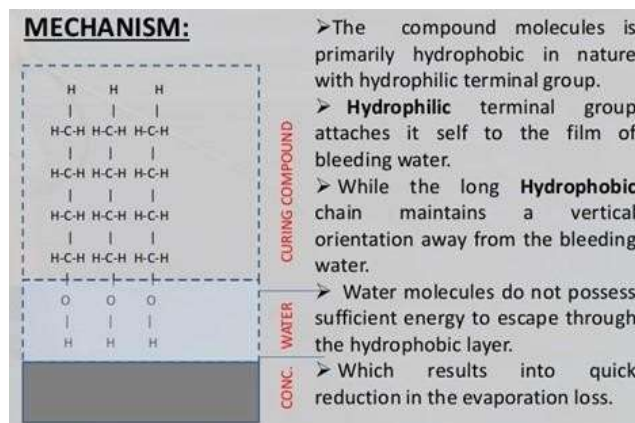 MECHANISM:
H H H
| | |
H-C-H H-C-H H-C-H
| | |
H-C-H H-C-H H-C-H
| | |
H-C-H H-C-H H-C-H
| | |
H-C-H H-C-H H-C-H
O O O
| | |
H H H
CURING COMPOUND
WATER
CONC.
➢The compound molecules is
primarily hydrophobic in nature
with hydrophilic terminal group.
➢ Hydrophilic terminal group
attaches it self to the film of
bleeding water.
➢ While the long Hydrophobic
chain maintains a vertical
orientation away from the bleeding
water.
➢ Water molecules do not possess
sufficient energy to escape through
the hydrophobic layer.
➢ Which results into quick
reduction in the evaporation loss.